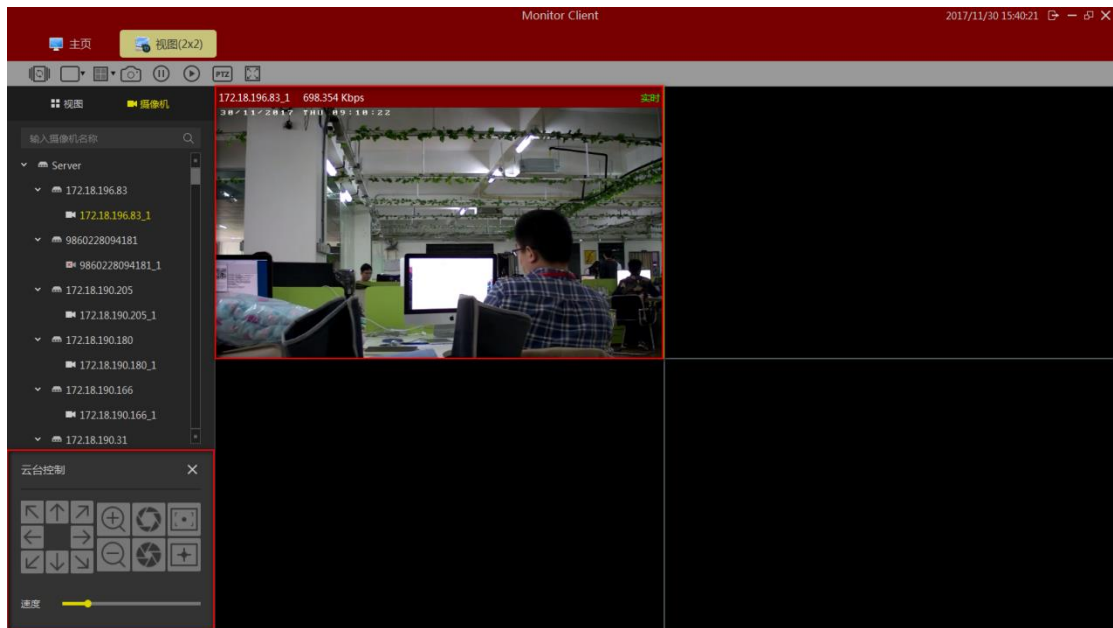 Monitor Client
2017/11/30 15:40:21
主页
视图(2x2)
PTZ
视图
摄像机
172.18.196.83_1 698.354 Kbps
实时
30/11/2017 THU 09:10:22
输入摄像机名称
Server
172.18.196.83
172.18.196.83_1
9860228094181
9860228094181_1
172.18.190.205
172.18.190.205_1
172.18.190.180
172.18.190.180_1
172.18.190.166
172.18.190.166_1
172.18.190.31
云台控制
速度